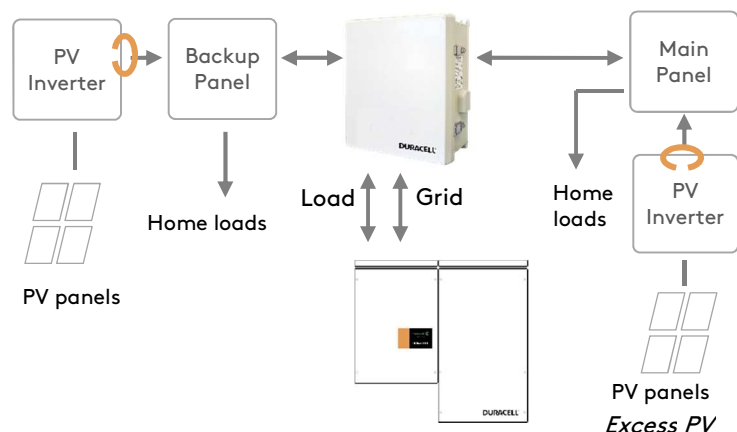 PV
Inverter
Backup
Panel
Main
Panel
DURACELL
Load
Grid
Home loads
Home
loads
PV
Inverter
PV panels
DURACELL
PV panels
Excess PV